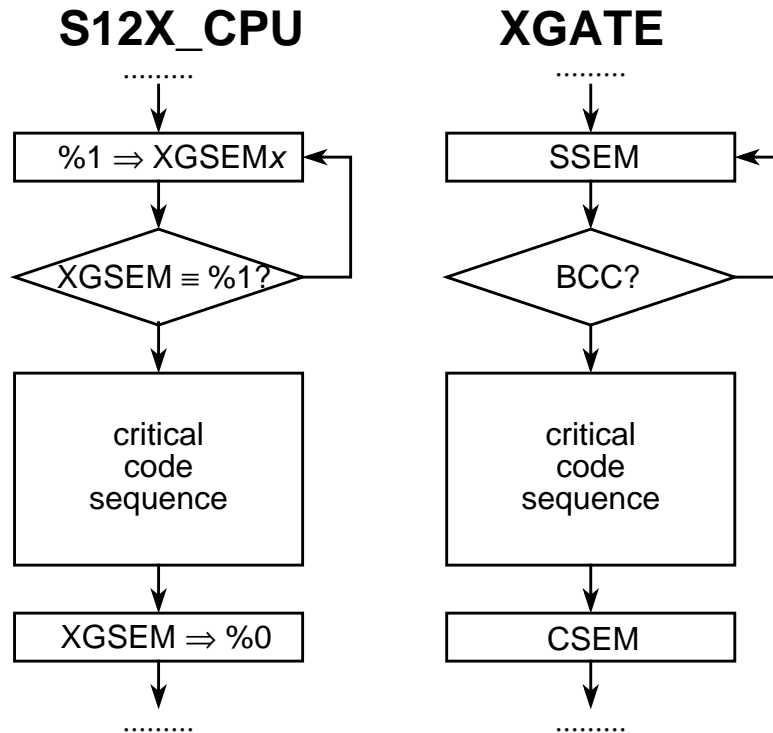 S12X_CPU
.........
%1 ⇒ XGSEMx
XGSEM ≡ %1?
critical
code
sequence
XGSEM ⇒ %0
.........
XGATE
.........
SSEM
BCC?
critical
code
sequence
CSEM
.........